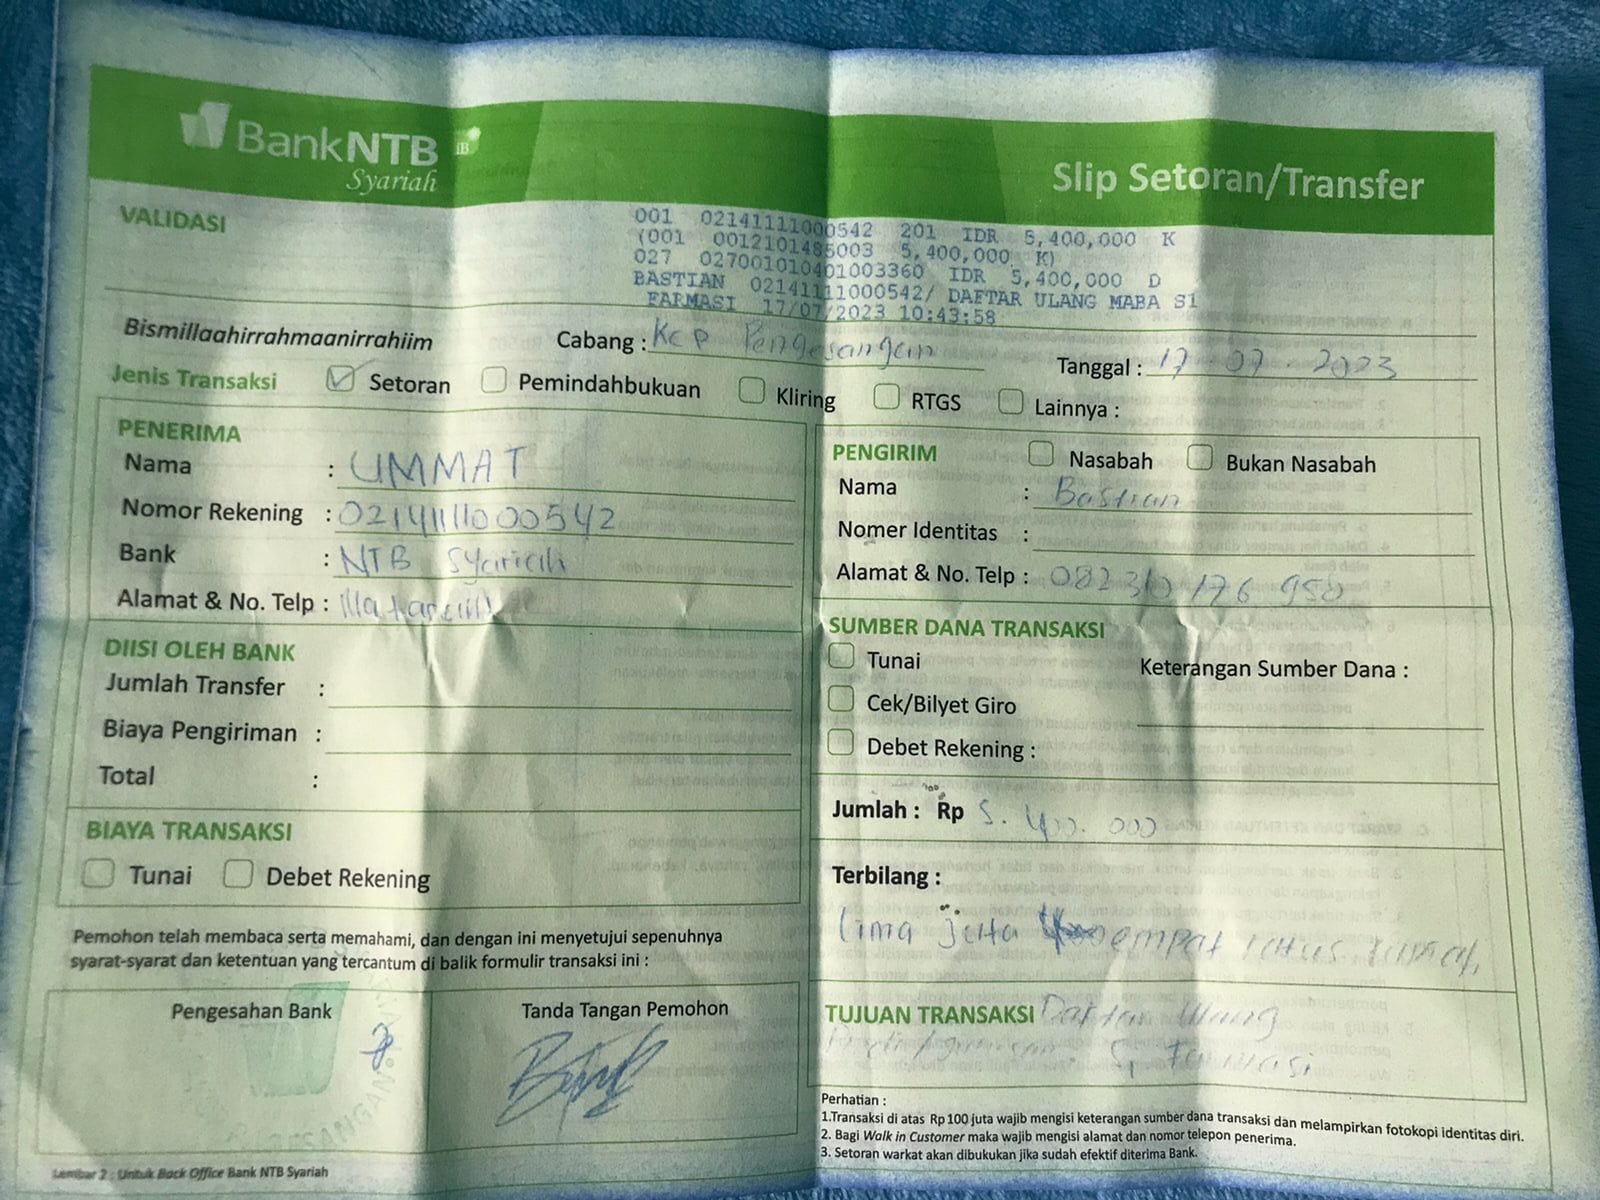 BankNTB iB
Syariah
Slip Setoran/Transfer
VALIDASI
001 02141111000542 201 IDR 5,400,000 K
(001 0012101485003 5,400,000 K)
027 027001010401003360 IDR 5,400,000 D
BASTIAN 02141111000542/ DAFTAR ULANG MABA S1
FARMASI 17/07/2023 10:43:58
Bismillaahirrahmaanirrahiim
Cabang : Kcp Pengesangan
Tanggal : 17-07-2023
Jenis Transaksi Setoran Pemindahbukuan Kliring RTGS Lainnya :
PENERIMA
Nama : UMMAT
Nomor Rekening : 02141111000542
Bank : NTB Syariah
Alamat & No. Telp : Mataram
DIISI OLEH BANK
Jumlah Transfer :
Biaya Pengiriman :
Total :
BIAYA TRANSAKSI
Tunai Debet Rekening
Pemohon telah membaca serta memahami, dan dengan ini menyetujui sepenuhnya
syarat-syarat dan ketentuan yang tercantum di balik formulir transaksi ini :
Pengesahan Bank
Tanda Tangan Pemohon
Lembar 2 : Untuk Back Office Bank NTB Syariah
PENGIRIM Nasabah Bukan Nasabah
Nama : Bastian
Nomer Identitas :
Alamat & No. Telp :
SUMBER DANA TRANSAKSI
Tunai
Keterangan Sumber Dana :
Cek/Bilyet Giro
Debet Rekening :
Jumlah : Rp 5.400.000
Terbilang :
lima juta empat ratus
TUJUAN TRANSAKSI Daftar Ulang
S1 Farmasi
Perhatian :
1.Transaksi di atas Rp 100 juta wajib mengisi keterangan sumber dana transaksi dan melampirkan fotokopi identitas diri.
2. Bagi Walk in Customer maka wajib mengisi alamat dan nomor telepon penerima.
3. Setoran warkat akan dibukukan jika sudah efektif diterima Bank.